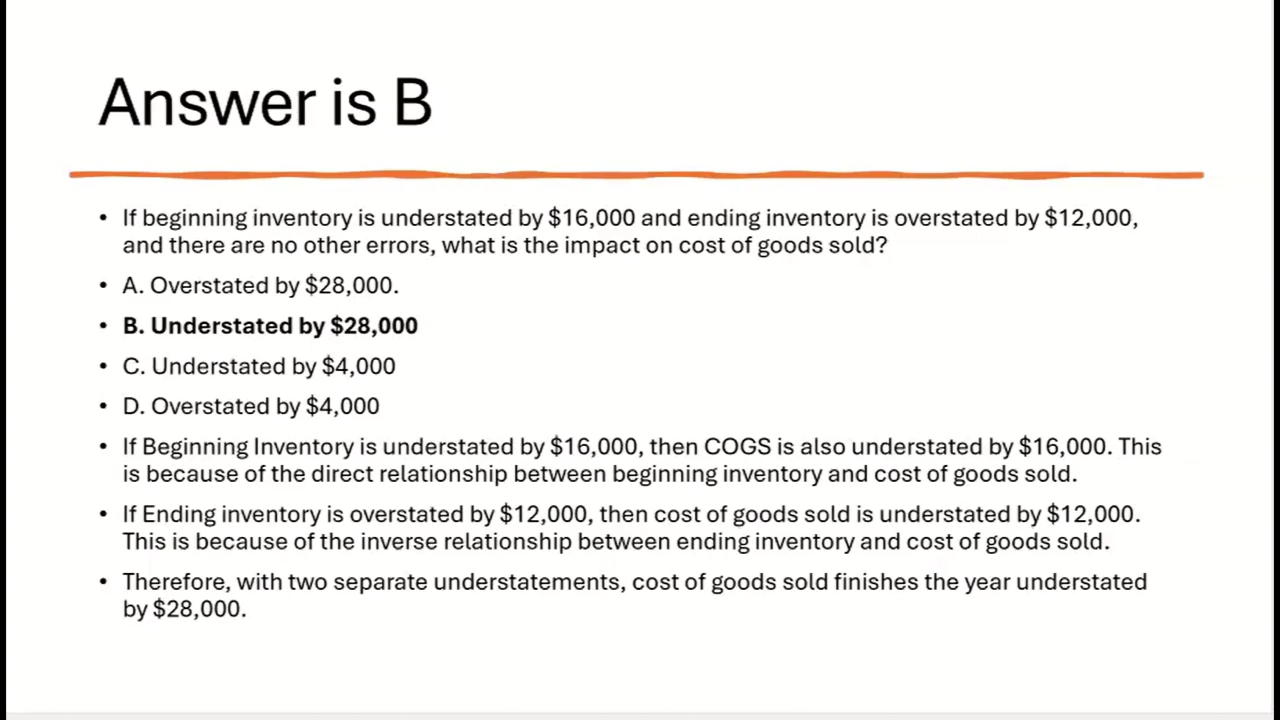 Answer is B
• If beginning inventory is understated by $16,000 and ending inventory is overstated by $12,000,
and there are no other errors, what is the impact on cost of goods sold?
• A. Overstated by $28,000.
• B. Understated by $28,000
• C. Understated by $4,000
• D. Overstated by $4,000
• If Beginning Inventory is understated by $16,000, then COGS is also understated by $16,000. This
is because of the direct relationship between beginning inventory and cost of goods sold.
• If Ending inventory is overstated by $12,000, then cost of goods sold is understated by $12,000.
This is because of the inverse relationship between ending inventory and cost of goods sold.
• Therefore, with two separate understatements, cost of goods sold finishes the year understated
by $28,000.